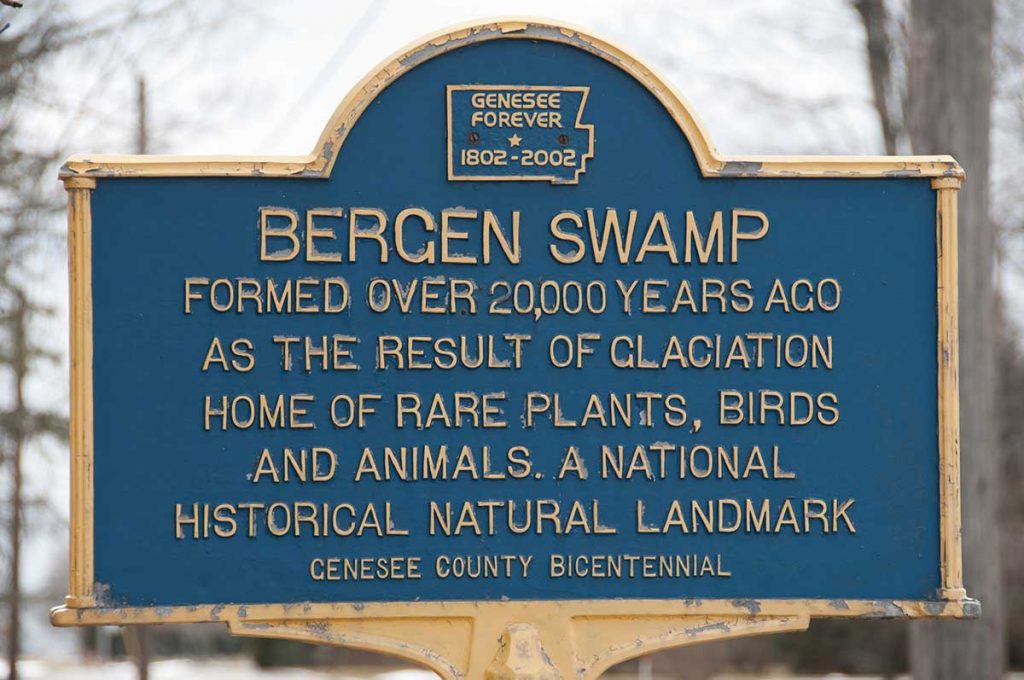 GENESEE
FOREVER
1802-2002
BERGEN SWAMP
FORMED OVER 20,000 YEARS AGO
AS THE RESULT OF GLACIATION
HOME OF RARE PLANTS, BIRDS
AND ANIMALS. A NATIONAL
HISTORICAL NATURAL LANDMARK
GENESEE COUNTY BICENTENNIAL